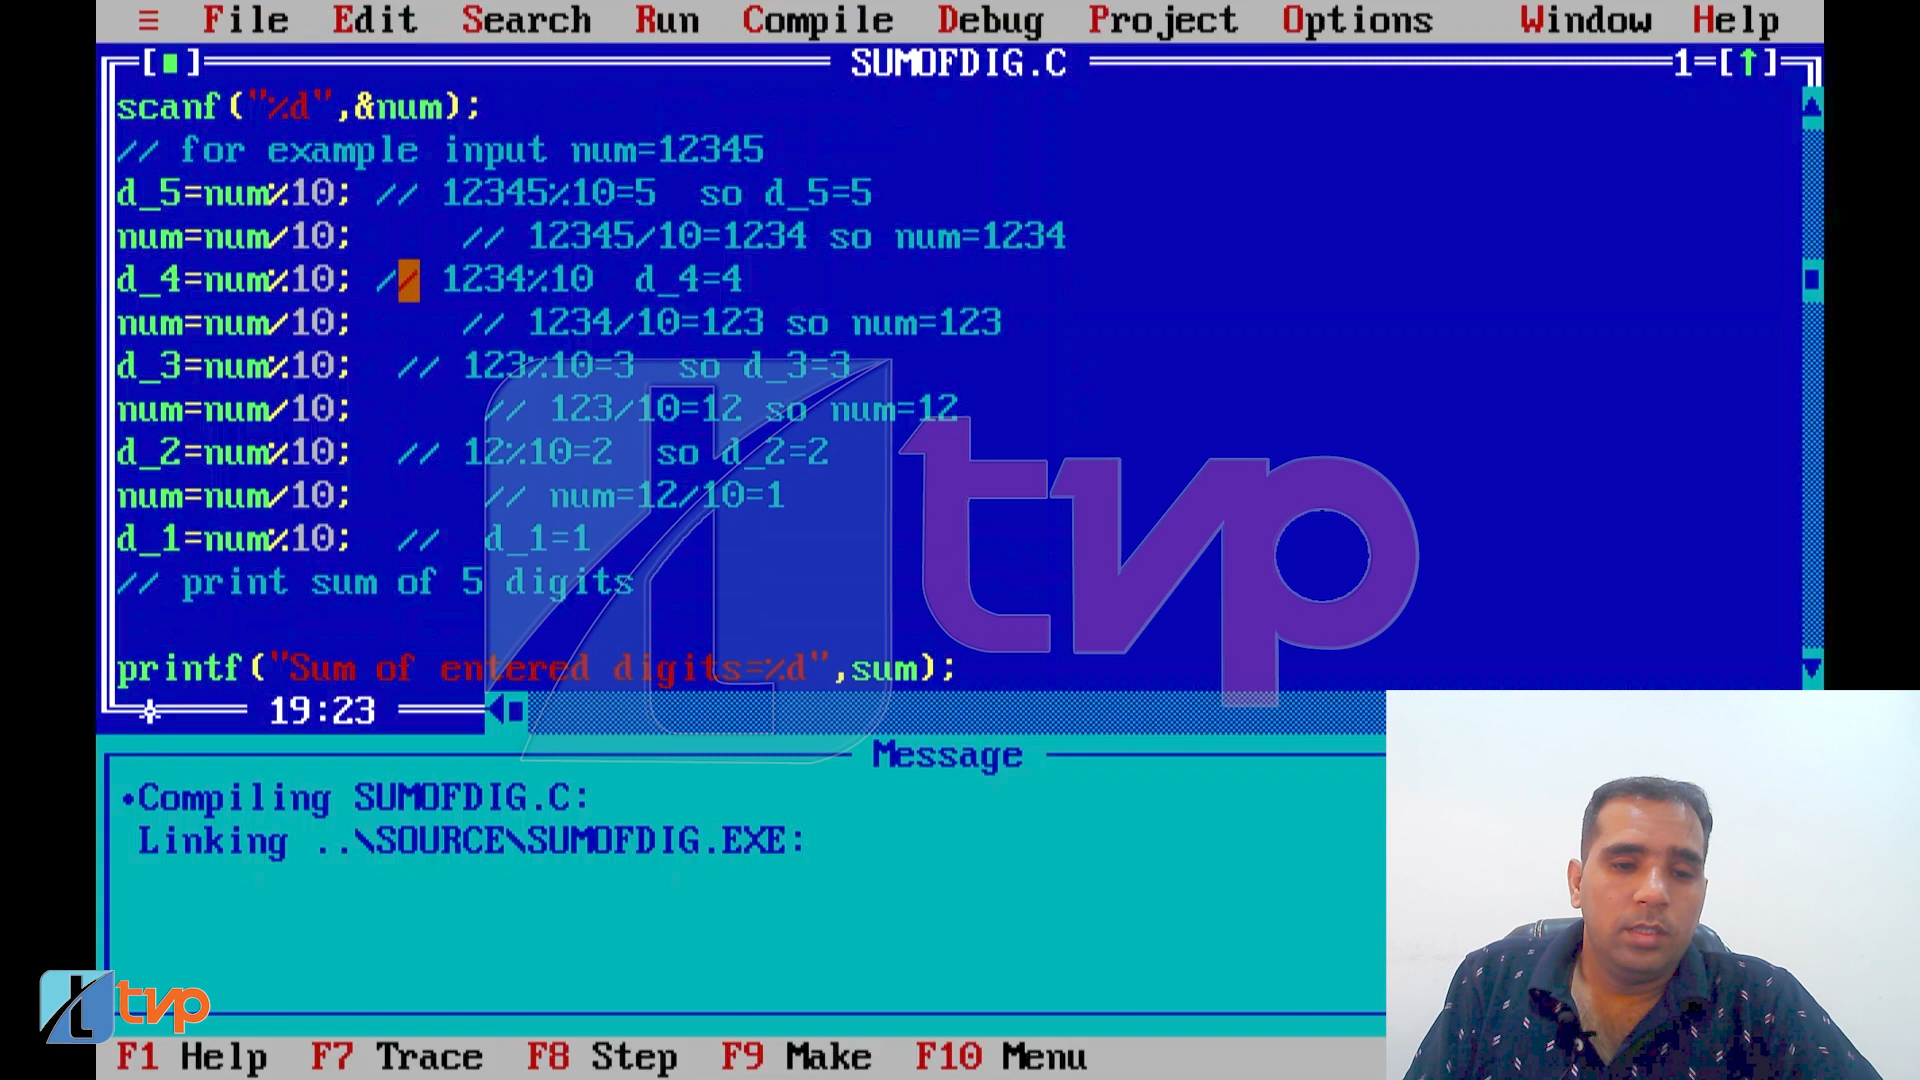 ≡ File Edit Search Run Compile Debug Project Options Window Help
[■] SUMOFDIG.C 1=[↑]
scanf("%d",&num);
// for example input num=12345
d_5=num%10; // 12345%10=5 so d_5=5
num=num/10; // 12345/10=1234 so num=1234
d_4=num%10; // 1234%10 d_4=4
num=num/10; // 1234/10=123 so num=123
d_3=num%10; // 123%10=3 so d_3=3
num=num/10; // 123/10=12 so num=12
d_2=num%10; // 12%10=2 so d_2=2
num=num/10; // num=12/10=1
d_1=num%10; // d_1=1
// print sum of 5 digits
printf("Sum of entered digits=%d",sum);
19:23
tvp
Message
•Compiling SUMOFDIG.C:
Linking ..\SOURCE\SUMOFDIG.EXE:
tvp
F1 Help F7 Trace F8 Step F9 Make F10 Menu